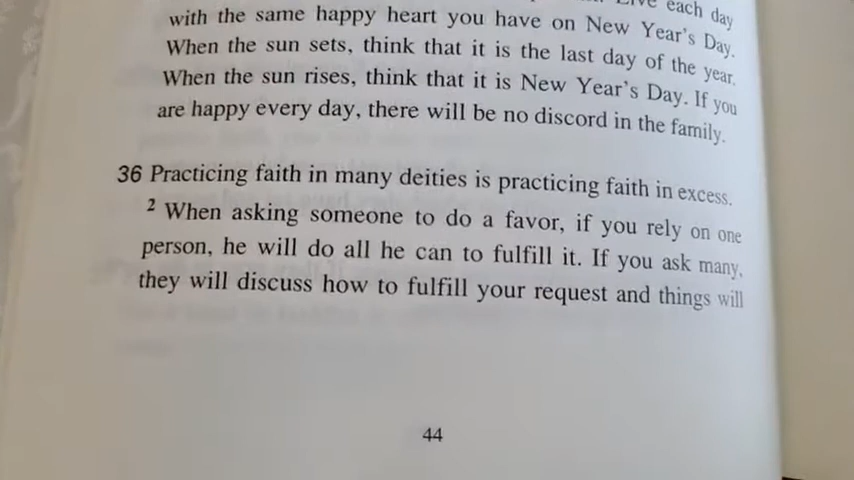 Live each day
with the same happy heart you have on New Year's Day.
When the sun sets, think that it is the last day of the year.
When the sun rises, think that it is New Year's Day. If you
are happy every day, there will be no discord in the family.
36 Practicing faith in many deities is practicing faith in excess.
2 When asking someone to do a favor, if you rely on one
person, he will do all he can to fulfill it. If you ask many,
they will discuss how to fulfill your request and things will
44